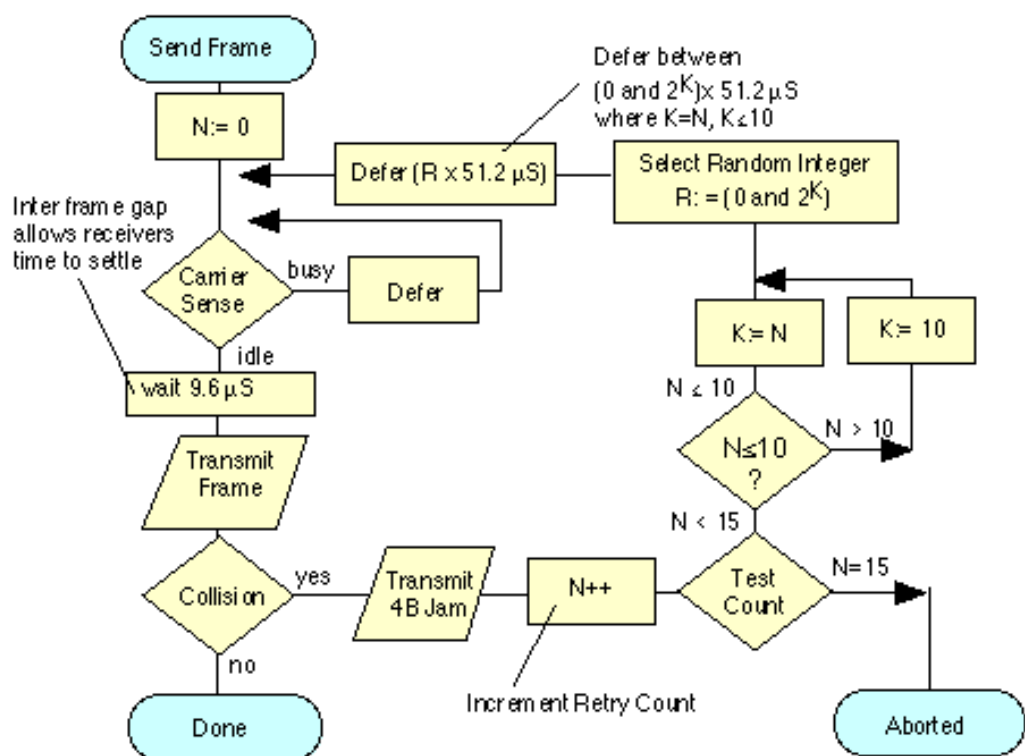 Send Frame
N:= 0
Defer between
(0 and 2^K)x 51.2 µS
where K=N, K≤10
Defer (R x 51.2 µS)
Select Random Integer
R: = (0 and 2^K)
Inter frame gap
allows receivers
time to settle
Carrier
Sense
busy
Defer
idle
wait 9.6 µS
K:= N
K:= 10
N ≤ 10
N≤10
?
N > 10
Transmit
Frame
N < 15
Collision
yes
Transmit
4B Jam
N++
Test
Count
N=15
no
Increment Retry Count
Done
Aborted